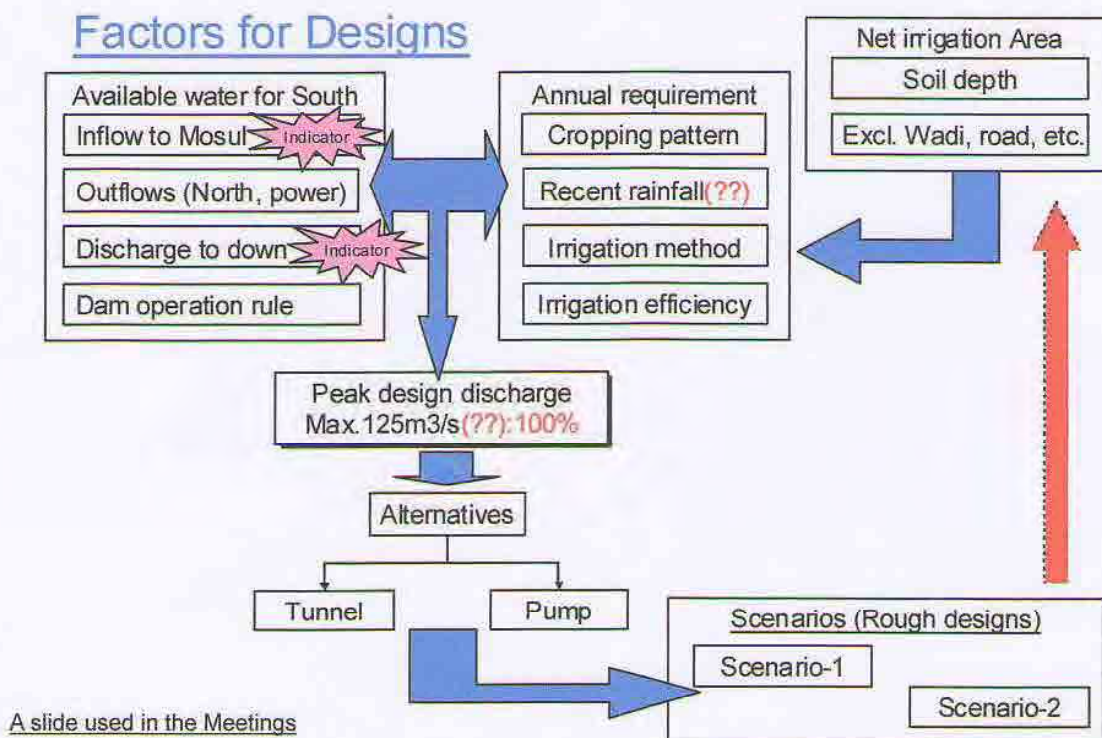 Factors for Designs
Available water for South
Inflow to Mosul
Indicator
Outflows (North, power)
Discharge to down
Indicator
Dam operation rule
Annual requirement
Cropping pattern
Recent rainfall(??)
Irrigation method
Irrigation efficiency
Net irrigation Area
Soil depth
Excl. Wadi, road, etc.
Peak design discharge
Max.125m3/s(??):100%
Alternatives
Tunnel
Pump
Scenarios (Rough designs)
Scenario-1
Scenario-2
A slide used in the Meetings